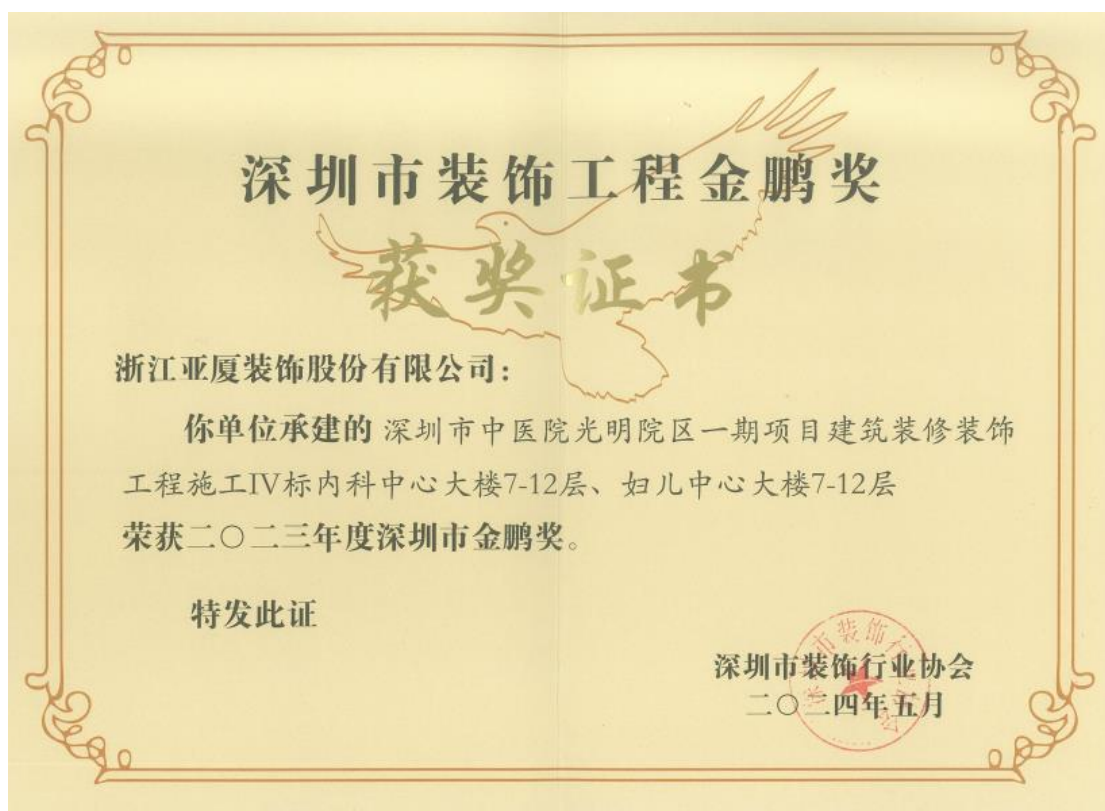 深圳市装饰工程金鹏奖
获奖证书
浙江亚厦装饰股份有限公司：
你单位承建的 深圳市中医院光明院区一期项目建筑装修装饰
工程施工IV标内科中心大楼7-12层、妇儿中心大楼7-12层
荣获二〇二三年度深圳市金鹏奖。
特发此证
深圳市装饰行业协会
二〇二四年五月